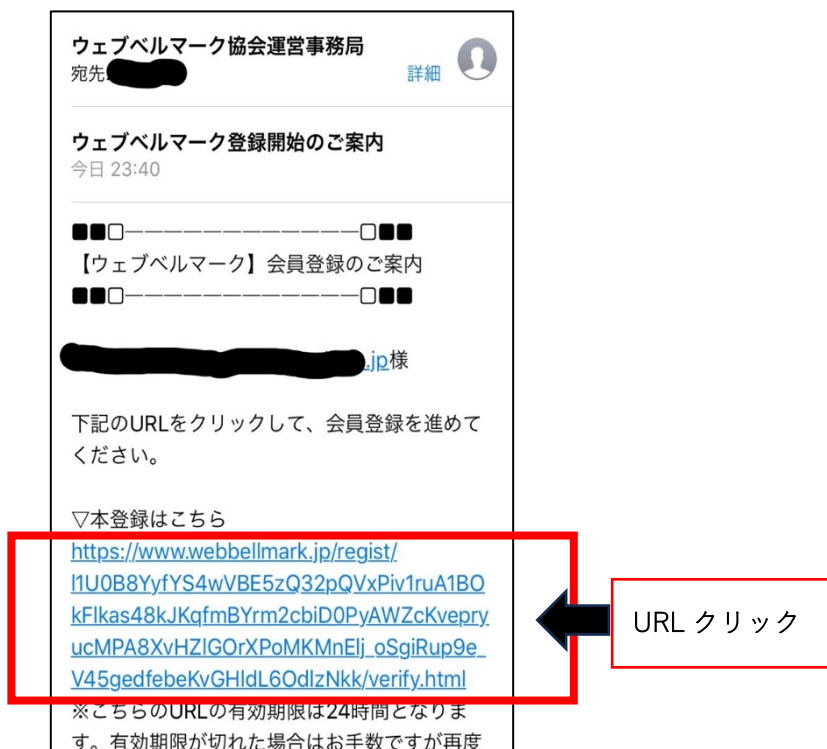 ウェブベルマーク協会運営事務局
宛先:
詳細
ウェブベルマーク登録開始のご案内
今日 23:40
■■□――――――――――――□■■
【ウェブベルマーク】会員登録のご案内
■■□――――――――――――□■■
.jp様
下記のURLをクリックして、会員登録を進めて
ください。
▽本登録はこちら
https://www.webbellmark.jp/regist/
l1U0B8YyfYS4wVBE5zQ32pQVxPiv1ruA1BO
kFlkas48kJKqfmBYrm2cbiD0PyAWZcKvepry
ucMPA8XvHZlGOrXPoMKMnElj_oSgiRup9e_
V45gedfebeKvGHldL6OdlzNkk/verify.html
URL クリック
※こちらのURLの有効期限は24時間となりま
す。有効期限が切れた場合はお手数ですが再度